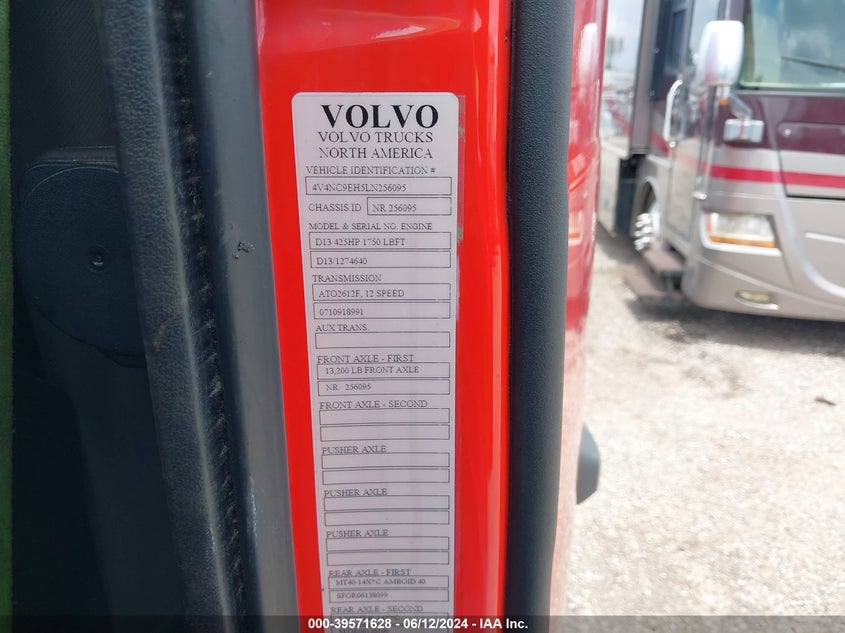 VOLVO
VOLVO TRUCKS
NORTH AMERICA
VEHICLE IDENTIFICATION #
4V4NC9EH5LN256095
CHASSIS ID NR 256095
MODEL & SERIAL NO. ENGINE
D13 425HP 1750 LBFT
D13/1274640
TRANSMISSION
ATO2612F, 12 SPEED
0710918991
AUX TRANS.
FRONT AXLE - FIRST
13,200 LB FRONT AXLE
NR 256095
FRONT AXLE - SECOND
PUSHER AXLE
PUSHER AXLE
PUSHER AXLE
REAR AXLE - FIRST
MT40-14X*C AMBOID 40
SFOR06138099
REAR AXLE - SECOND
000-39571628 - 06/12/2024 - IAA Inc.